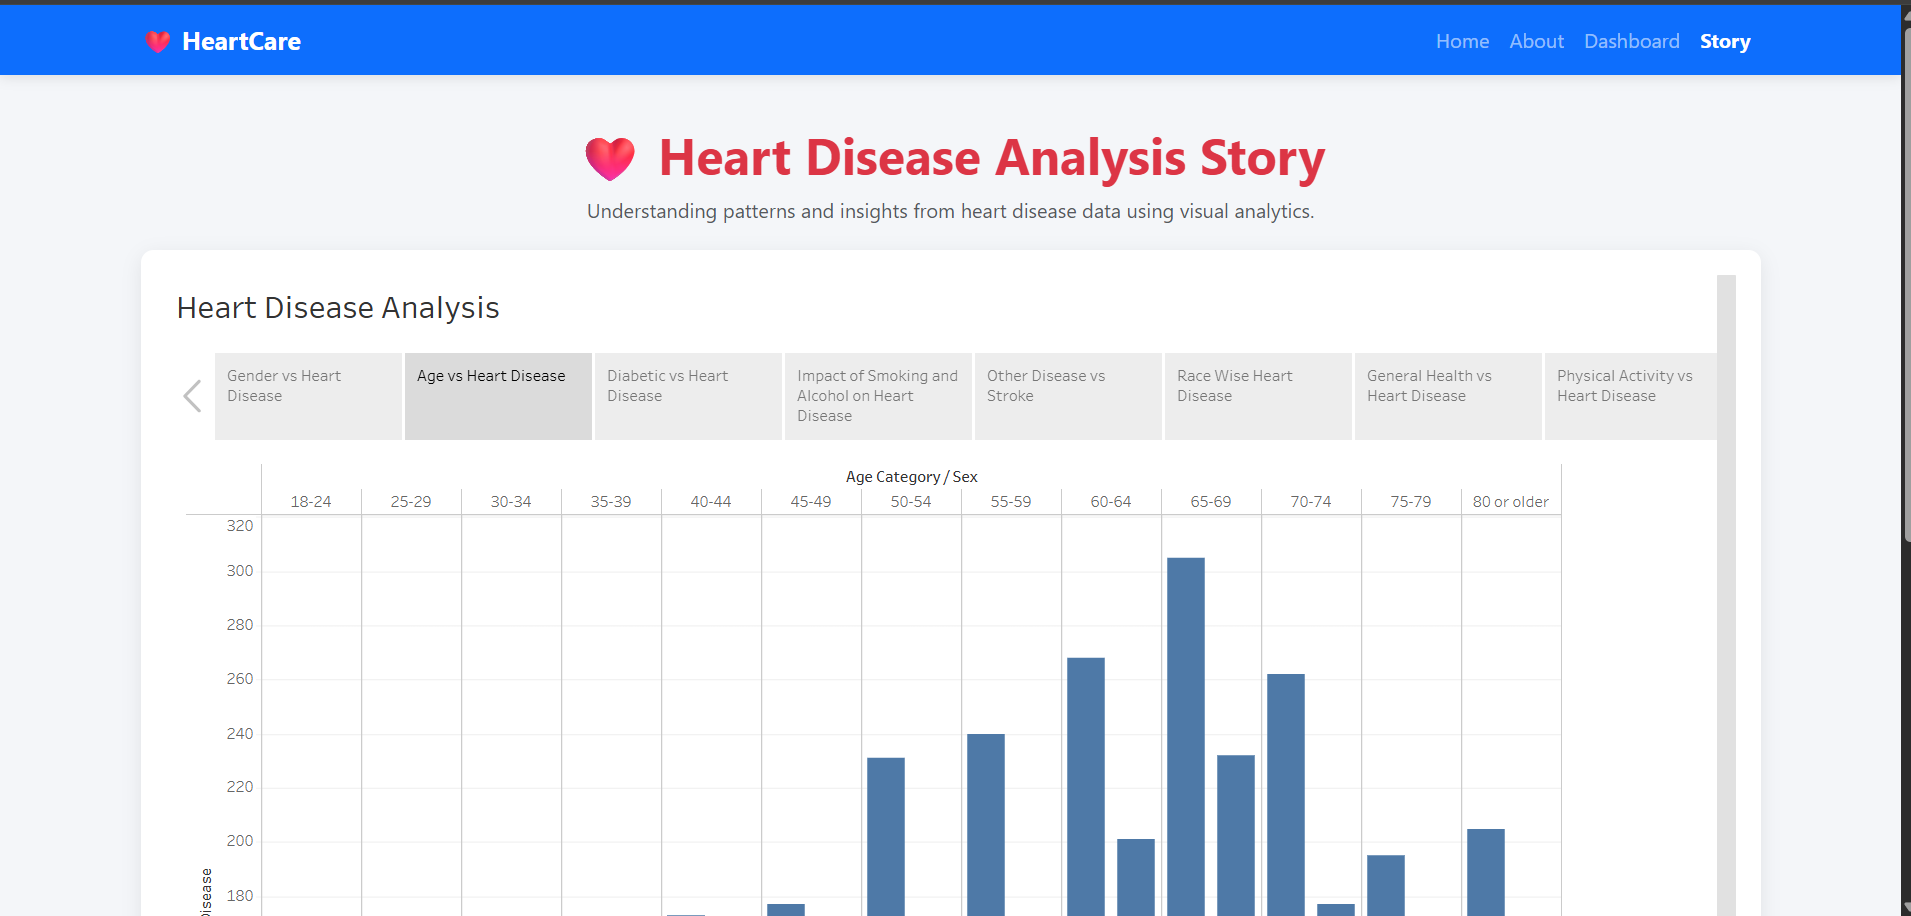 HeartCare
Home About Dashboard Story
Heart Disease Analysis Story
Understanding patterns and insights from heart disease data using visual analytics.
Heart Disease Analysis
Gender vs Heart
Disease
Age vs Heart Disease
Diabetic vs Heart
Disease
Impact of Smoking and
Alcohol on Heart
Disease
Other Disease vs
Stroke
Race Wise Heart
Disease
General Health vs
Heart Disease
Physical Activity vs
Heart Disease
Age Category / Sex
18-24 25-29 30-34 35-39 40-44 45-49 50-54 55-59 60-64 65-69 70-74 75-79 80 or older
320
300
280
260
240
220
200
180
Disease